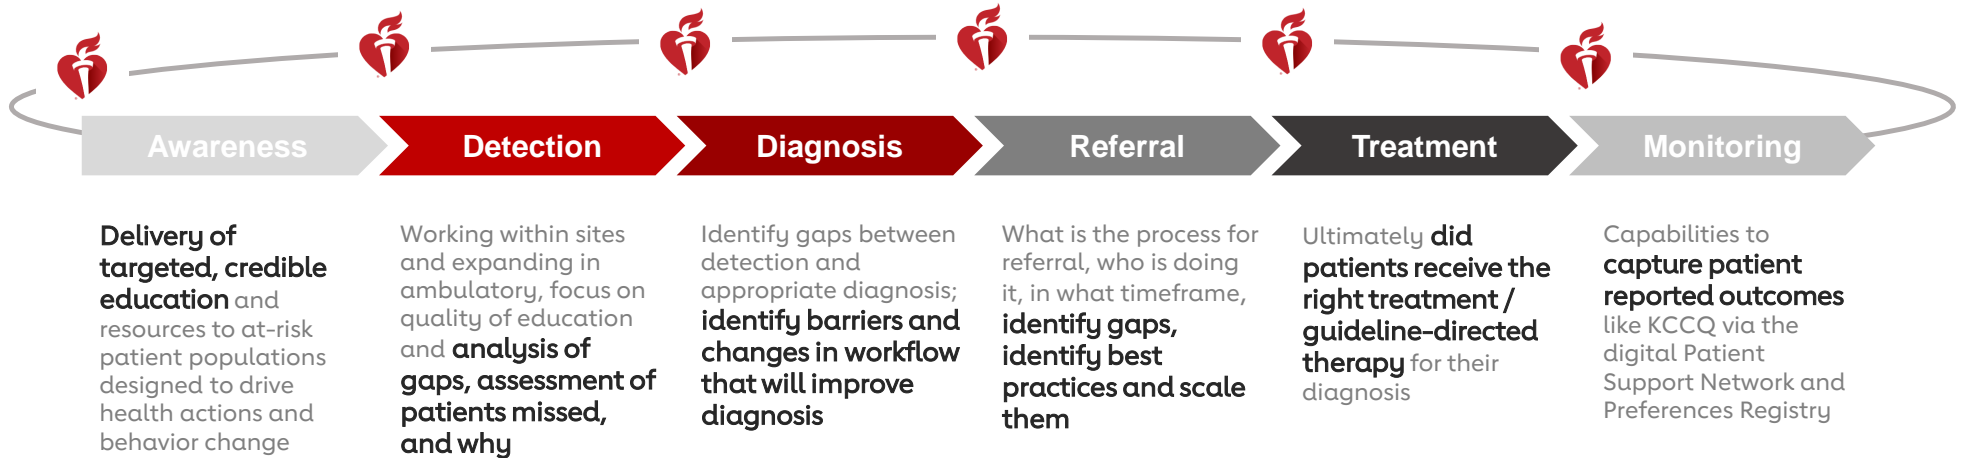 Awareness
Detection
Diagnosis
Referral
Treatment
Monitoring
Delivery of
targeted, credible
education and
resources to at-risk
patient populations
designed to drive
health actions and
behavior change
Working within sites
and expanding in
ambulatory, focus on
quality of education
and analysis of
gaps, assessment of
patients missed,
and why
Identify gaps between
detection and
appropriate diagnosis;
identify barriers and
changes in workflow
that will improve
diagnosis
What is the process for
referral, who is doing
it, in what timeframe,
identify gaps,
identify best
practices and scale
them
Ultimately did
patients receive the
right treatment /
guideline-directed
therapy for their
diagnosis
Capabilities to
capture patient
reported outcomes
like KCCQ via the
digital Patient
Support Network and
Preferences Registry